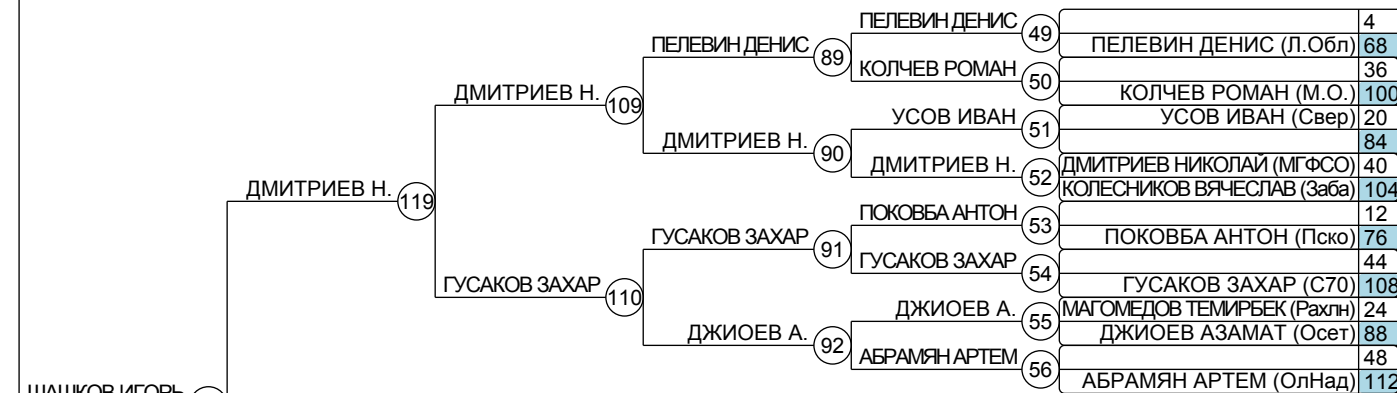 ПЕЛЕВИН ДЕНИС 49 4
ПЕЛЕВИН ДЕНИС 89 ПЕЛЕВИН ДЕНИС (Л.Обл) 68
КОЛЧЕВ РОМАН 50 36
ДМИТРИЕВ Н. 109 КОЛЧЕВ РОМАН (М.О.) 100
УСОВ ИВАН 51 УСОВ ИВАН (Свер) 20
ДМИТРИЕВ Н. 90 84
ДМИТРИЕВ Н. 52 ДМИТРИЕВ НИКОЛАЙ (МГФСО) 40
ДМИТРИЕВ Н. 119 КОЛЕСНИКОВ ВЯЧЕСЛАВ (Заба) 104
ПОКОВБА АНТОН 53 12
ГУСАКОВ ЗАХАР 91 ПОКОВБА АНТОН (Пско) 76
ГУСАКОВ ЗАХАР 54 44
ГУСАКОВ ЗАХАР 110 ГУСАКОВ ЗАХАР (С70) 108
ДЖИОЕВ А. 55 МАГОМЕДОВ ТЕМИРБЕК (Рахлн) 24
ДЖИОЕВ А. 92 ДЖИОЕВ АЗАМАТ (Осет) 88
АБРАМЯН АРТЕМ 56 48
ШАШКОВ ИГОРЬ АБРАМЯН АРТЕМ (ОлНад) 112